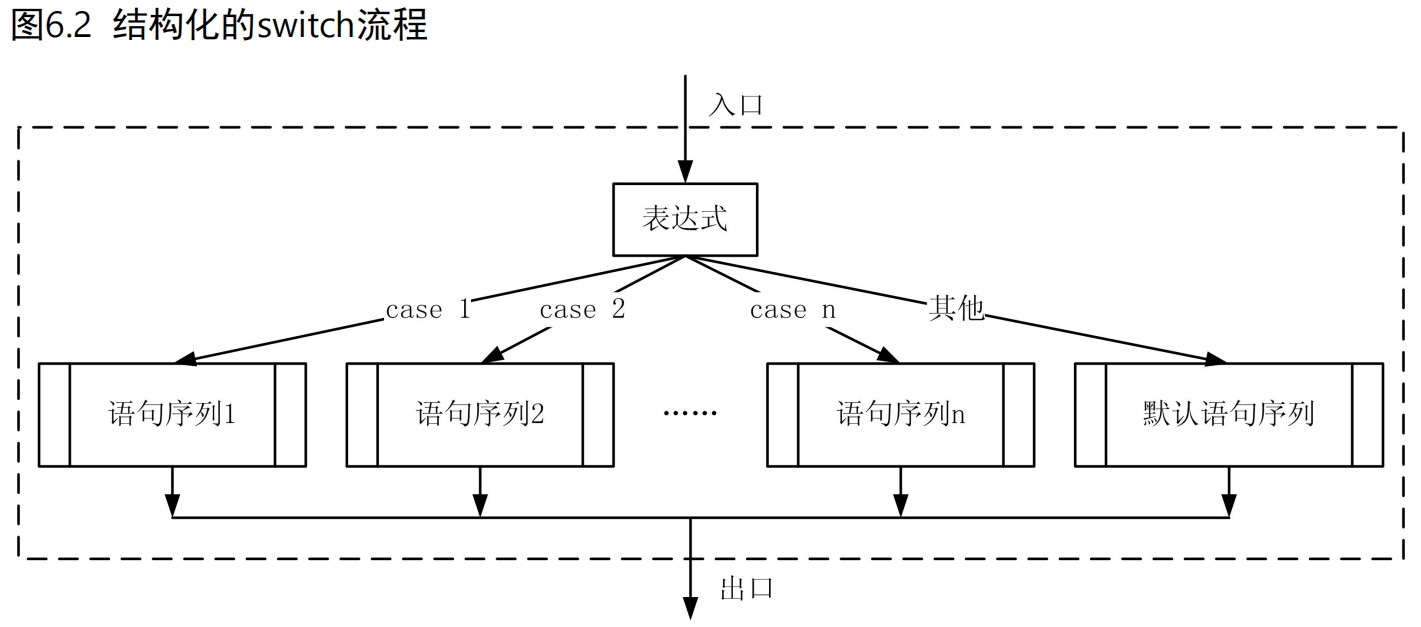 图6.2 结构化的switch流程
入口
表达式
case 1
case 2
case n
其他
语句序列1
语句序列2
……
语句序列n
默认语句序列
出口